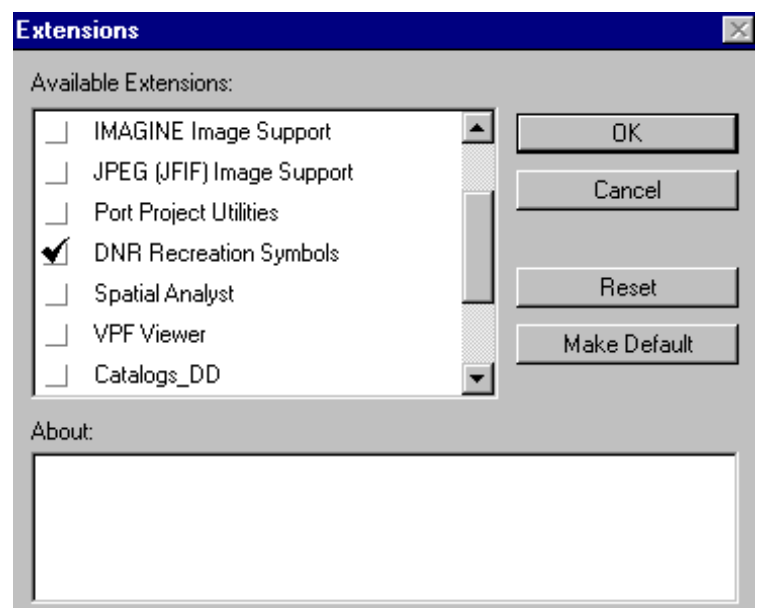 Extensions
Available Extensions:
IMAGINE Image Support
JPEG (JFIF) Image Support
Port Project Utilities
DNR Recreation Symbols
Spatial Analyst
VPF Viewer
Catalogs_DD
OK
Cancel
Reset
Make Default
About: